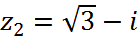 z₂ = √3 − i